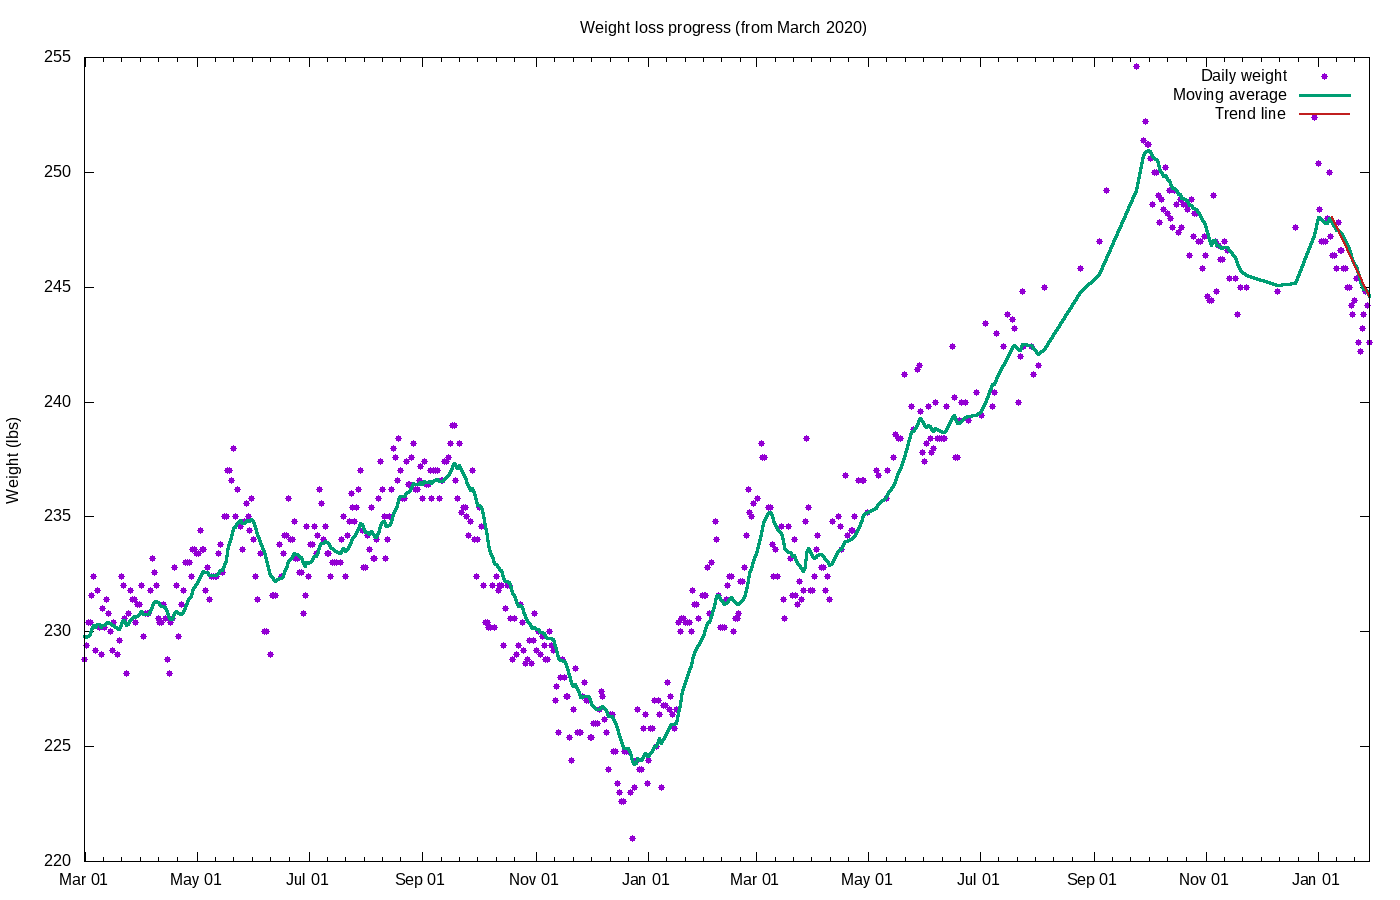 Weight loss progress (from March 2020)
255
Daily weight
Moving average
Trend line
250
245
240
Weight (lbs)
235
230
225
220
Mar 01 May 01 Jul 01 Sep 01 Nov 01 Jan 01 Mar 01 May 01 Jul 01 Sep 01 Nov 01 Jan 01